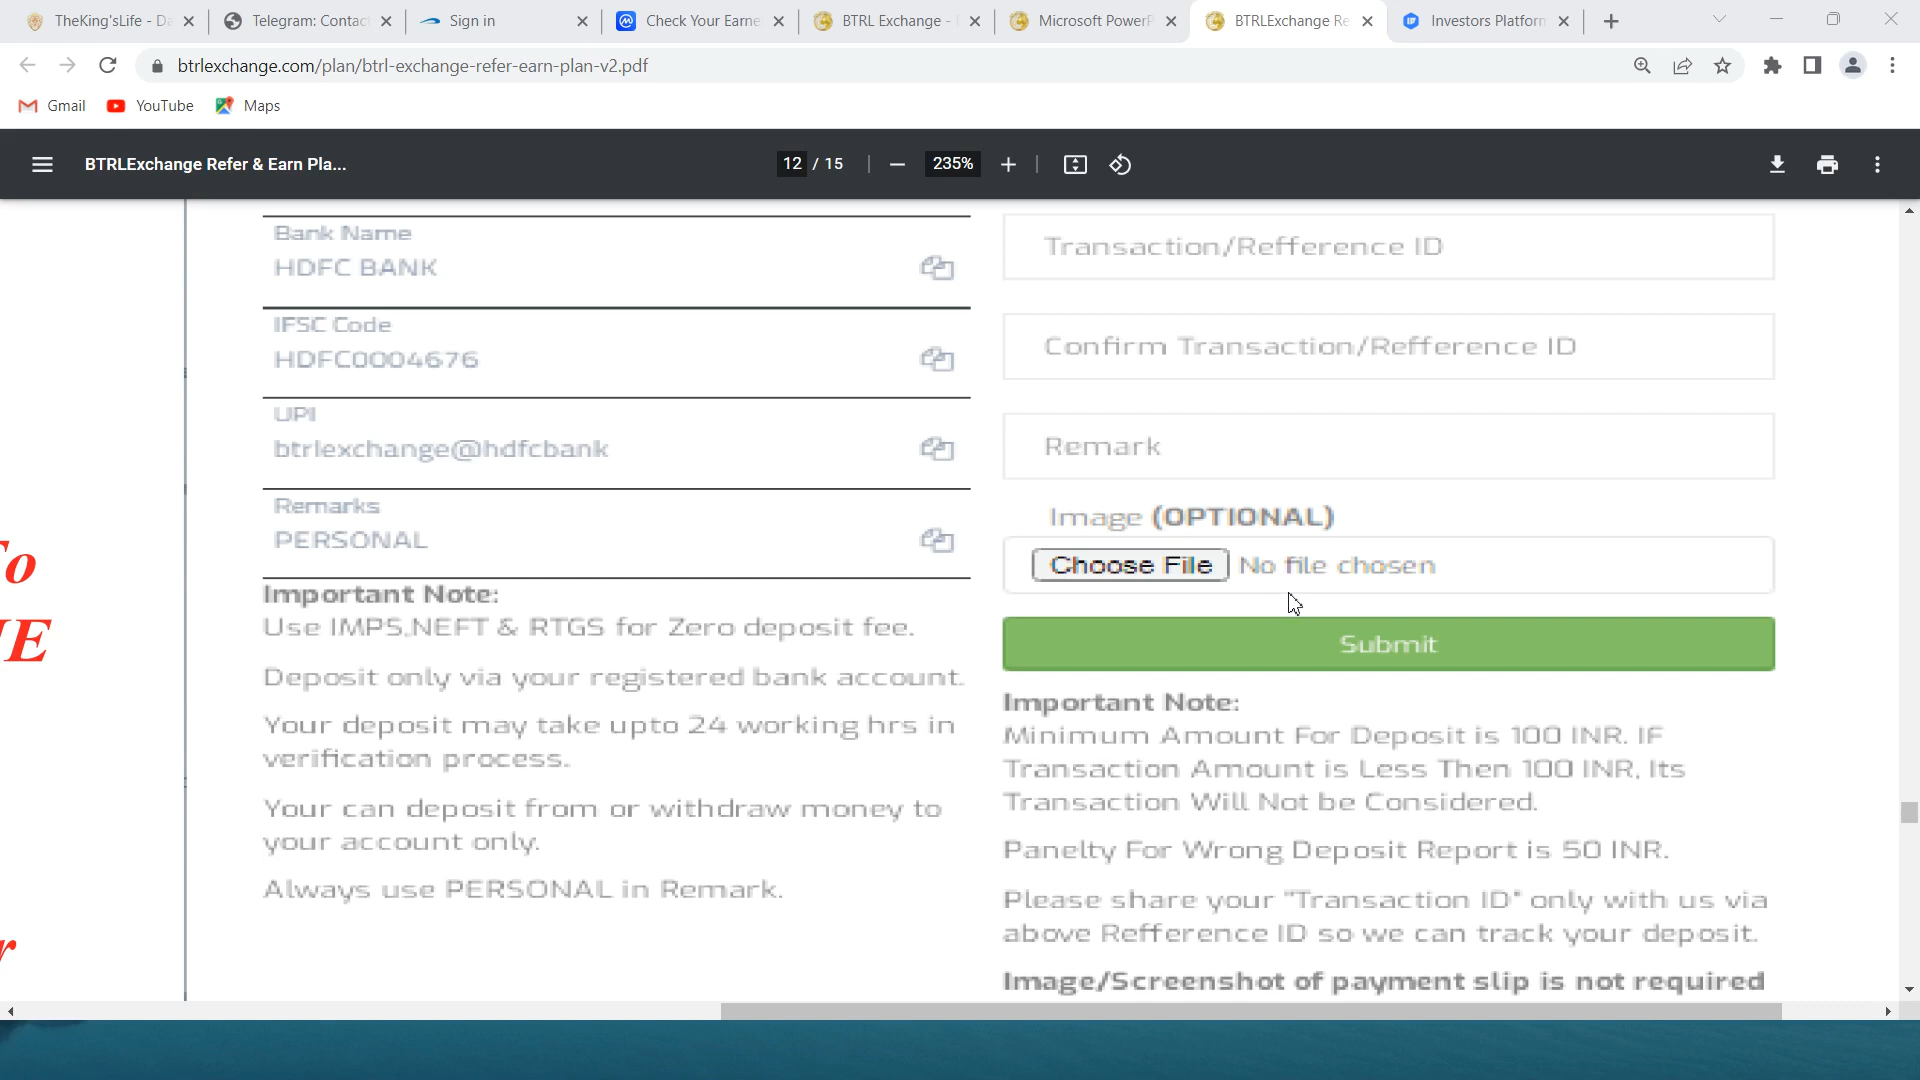 TheKing'sLife - Da
Telegram: Contac
Sign in
Check Your Earne
BTRL Exchange -
Microsoft PowerP
BTRLExchange Re
Investors Platform
btrlexchange.com/plan/btrl-exchange-refer-earn-plan-v2.pdf
Gmail
YouTube
Maps
BTRLExchange Refer & Earn Pla...
12 / 15
235%
To
HE
r
Bank Name
HDFC BANK
IFSC Code
HDFC0004676
UPI
btrlexchange@hdfcbank
Remarks
PERSONAL
Important Note:
Use IMPS,NEFT & RTGS for Zero deposit fee.
Deposit only via your registered bank account.
Your deposit may take upto 24 working hrs in
verification process.
Your can deposit from or withdraw money to
your account only.
Always use PERSONAL in Remark.
Transaction/Refference ID
Confirm Transaction/Refference ID
Remark
Image (OPTIONAL)
Choose File No file chosen
Submit
Important Note:
Minimum Amount For Deposit is 100 INR. IF
Transaction Amount is Less Then 100 INR, Its
Transaction Will Not be Considered.
Panelty For Wrong Deposit Report is 50 INR.
Please share your "Transaction ID" only with us via
above Refference ID so we can track your deposit.
Image/Screenshot of payment slip is not required